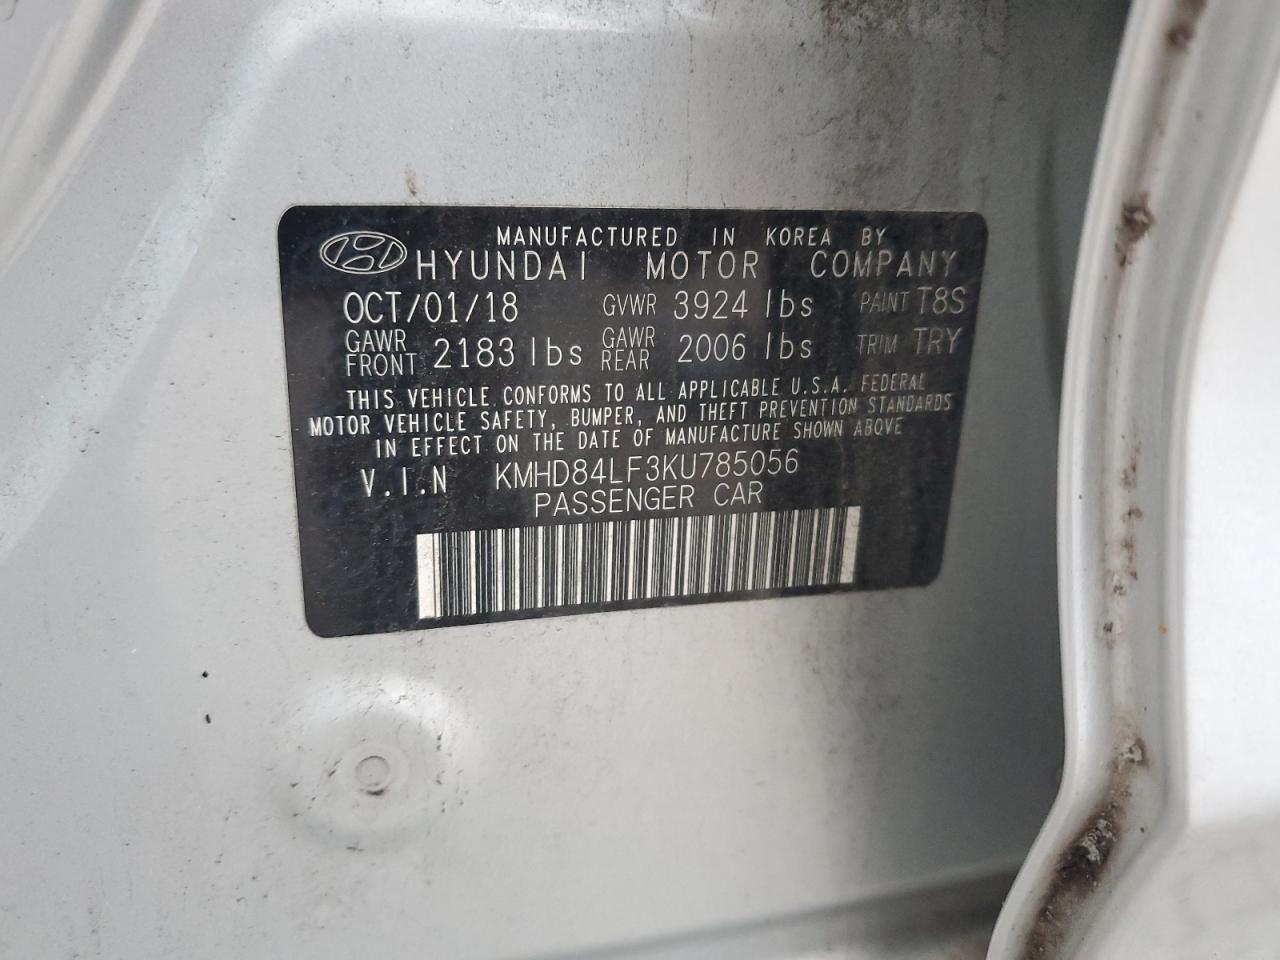 MANUFACTURED IN KOREA BY
HYUNDAI MOTOR COMPANY
OCT/01/18 GVWR 3924 lbs PAINT T8S
GAWR FRONT 2183 lbs GAWR REAR 2006 lbs TRIM TRY
THIS VEHICLE CONFORMS TO ALL APPLICABLE U.S.A. FEDERAL
MOTOR VEHICLE SAFETY, BUMPER, AND THEFT PREVENTION STANDARDS
IN EFFECT ON THE DATE OF MANUFACTURE SHOWN ABOVE
V.I.N KMHD84LF3KU785056
PASSENGER CAR